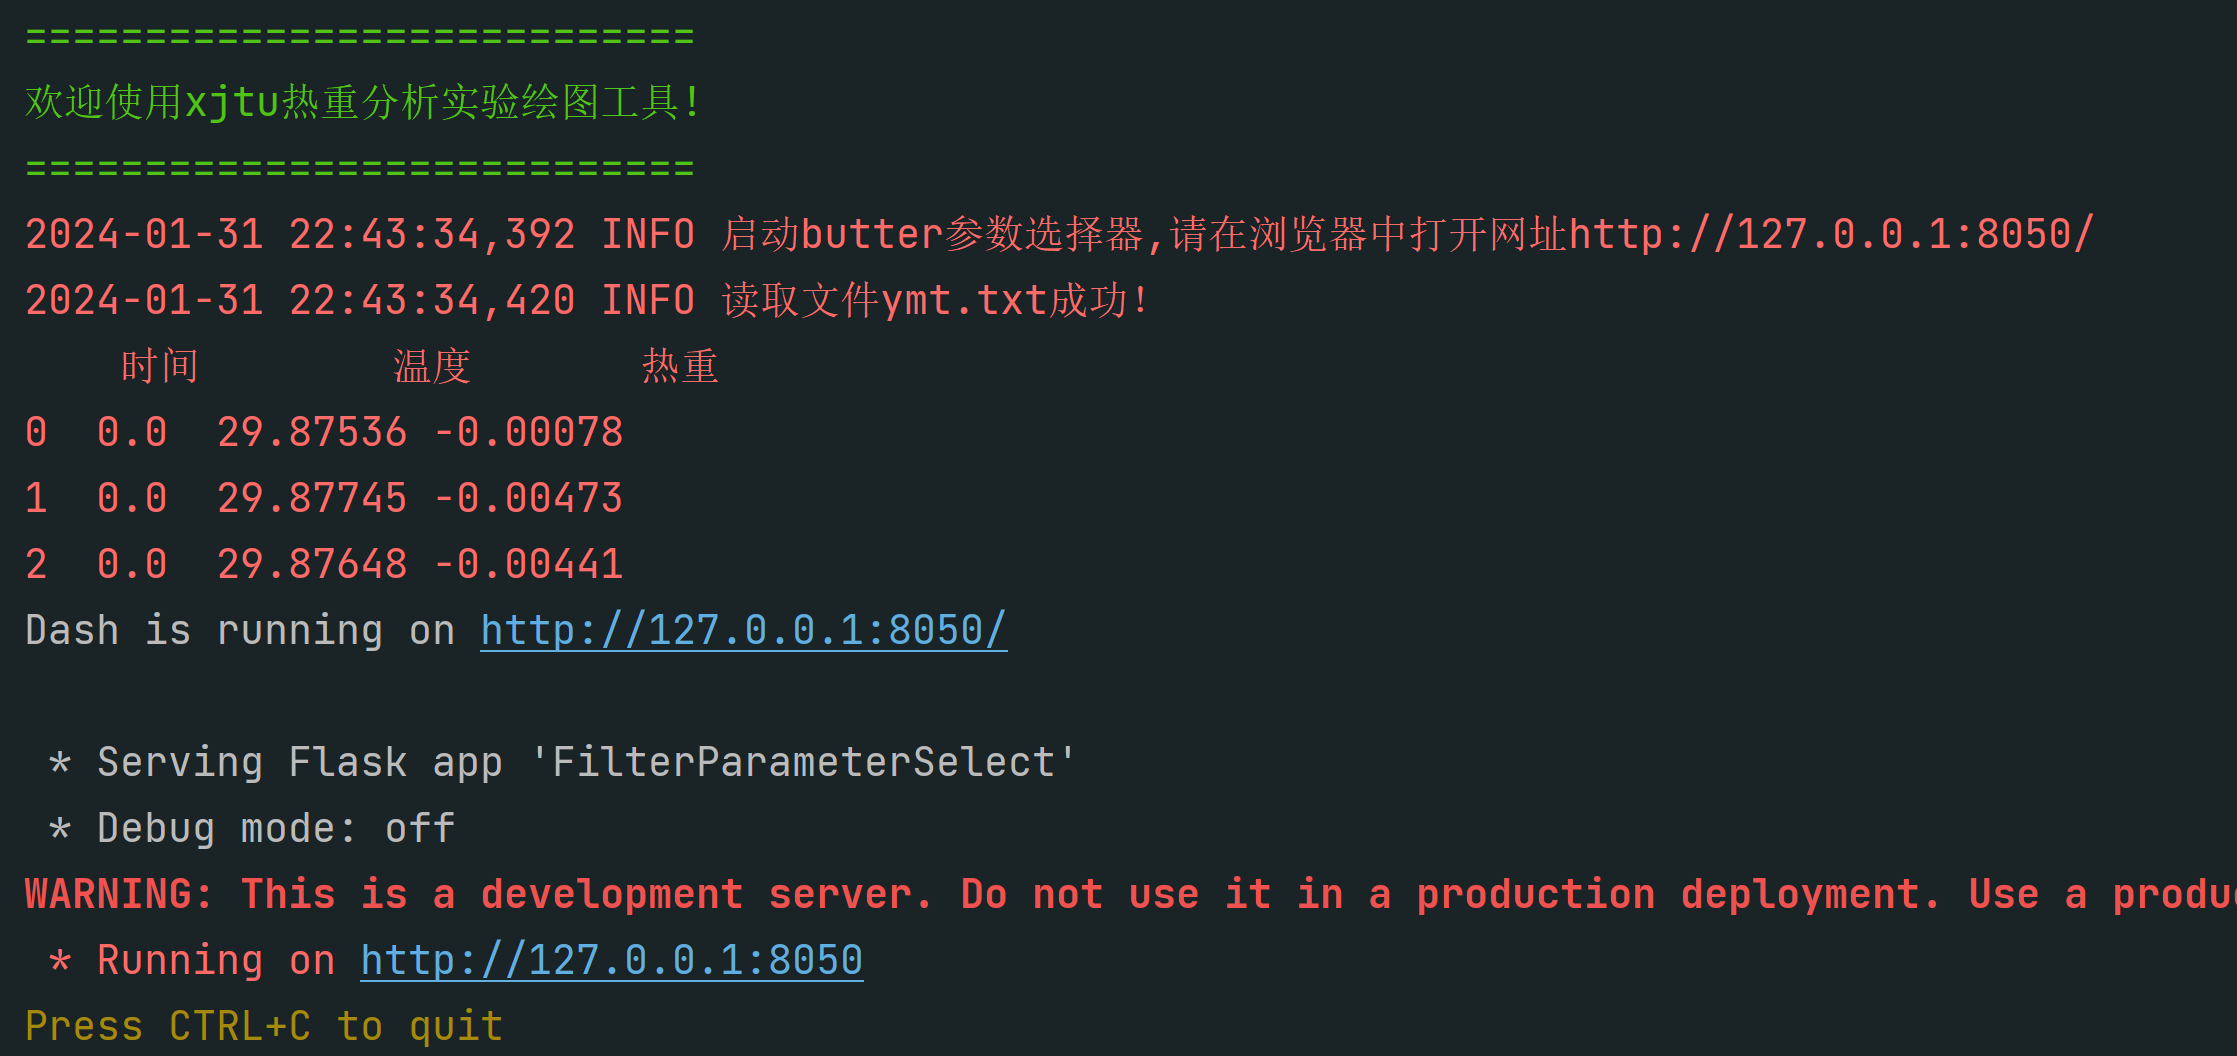 ============================
欢迎使用xjtu热重分析实验绘图工具!
============================
2024-01-31 22:43:34,392 INFO 启动butter参数选择器,请在浏览器中打开网址http://127.0.0.1:8050/
2024-01-31 22:43:34,420 INFO 读取文件ymt.txt成功!
时间 温度 热重
0 0.0 29.87536 -0.00078
1 0.0 29.87745 -0.00473
2 0.0 29.87648 -0.00441
Dash is running on http://127.0.0.1:8050/
* Serving Flask app 'FilterParameterSelect'
* Debug mode: off
WARNING: This is a development server. Do not use it in a production deployment. Use a
* Running on http://127.0.0.1:8050
Press CTRL+C to quit